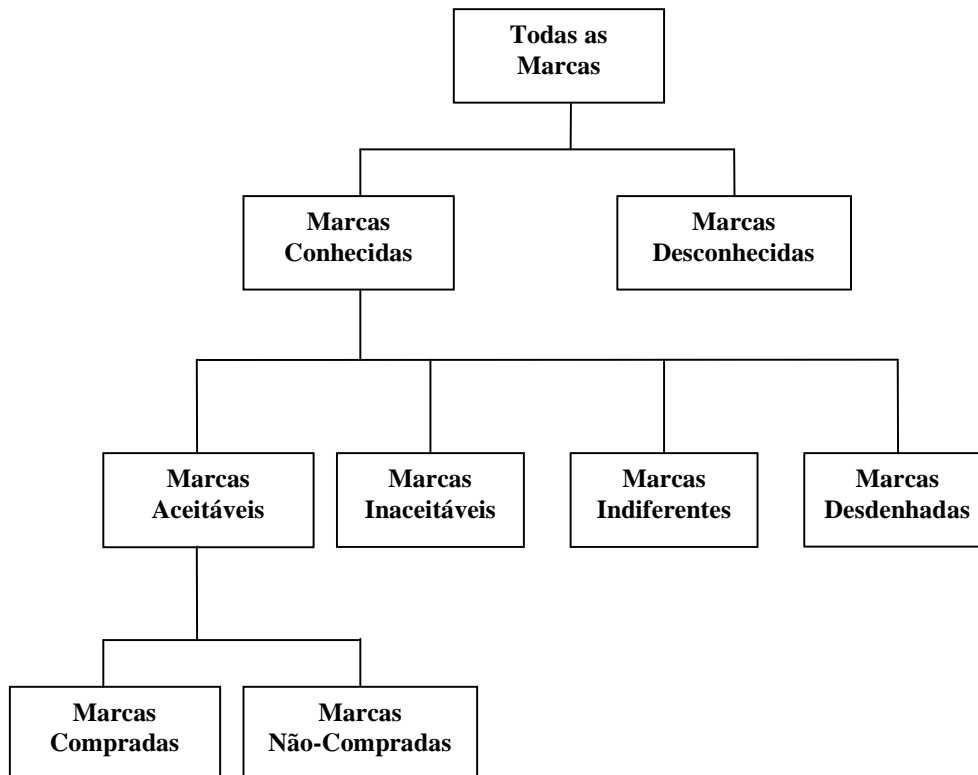 Todas as
Marcas
Marcas
Conhecidas
Marcas
Desconhecidas
Marcas
Aceitáveis
Marcas
Inaceitáveis
Marcas
Indiferentes
Marcas
Desdenhadas
Marcas
Compradas
Marcas
Não-Compradas